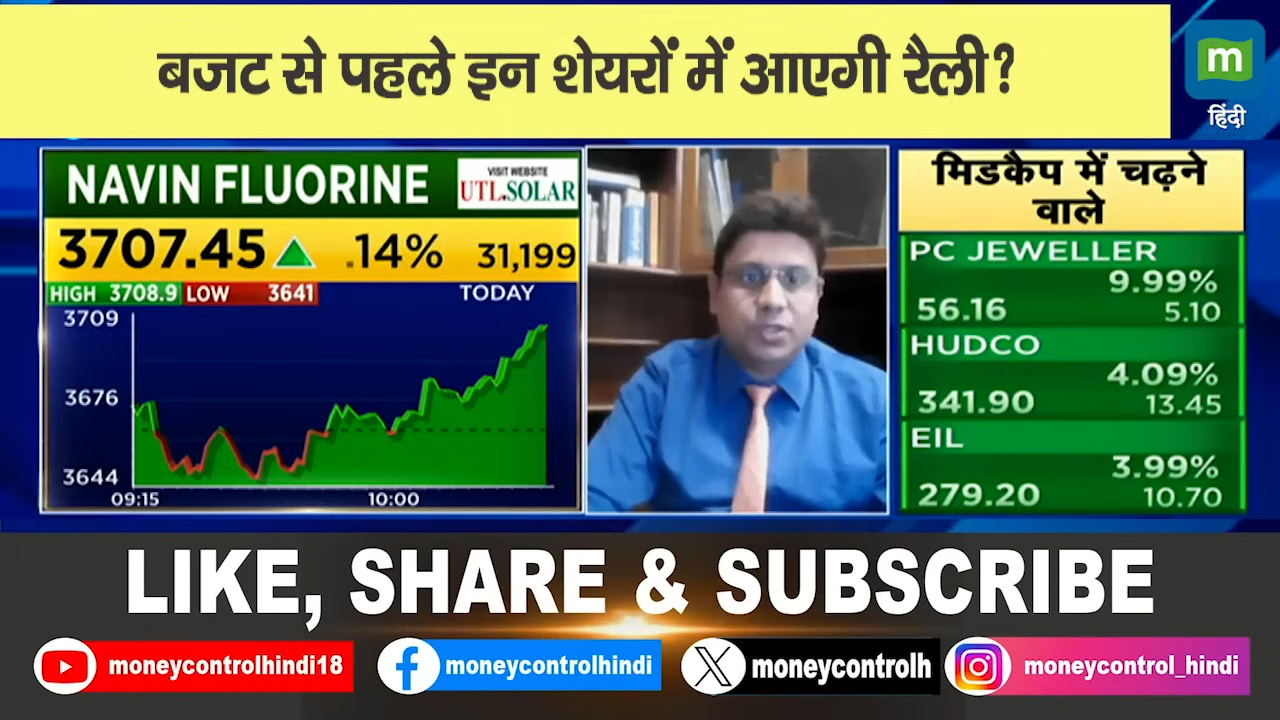 बजट से पहले इन शेयरों में आएगी रैली?
m
हिंदी
NAVIN FLUORINE
VISIT WEBSITE
UTL.SOLAR
3707.45 .14% 31,199
HIGH 3708.9 LOW 3641 TODAY
3709
3676
3644
09:15 10:00
मिडकैप में चढ़ने
वाले
PC JEWELLER
9.99%
56.16 5.10
HUDCO
4.09%
341.90 13.45
EIL
3.99%
279.20 10.70
LIKE, SHARE & SUBSCRIBE
moneycontrolhindi18 moneycontrolhindi moneycontrolh moneycontrol_hindi